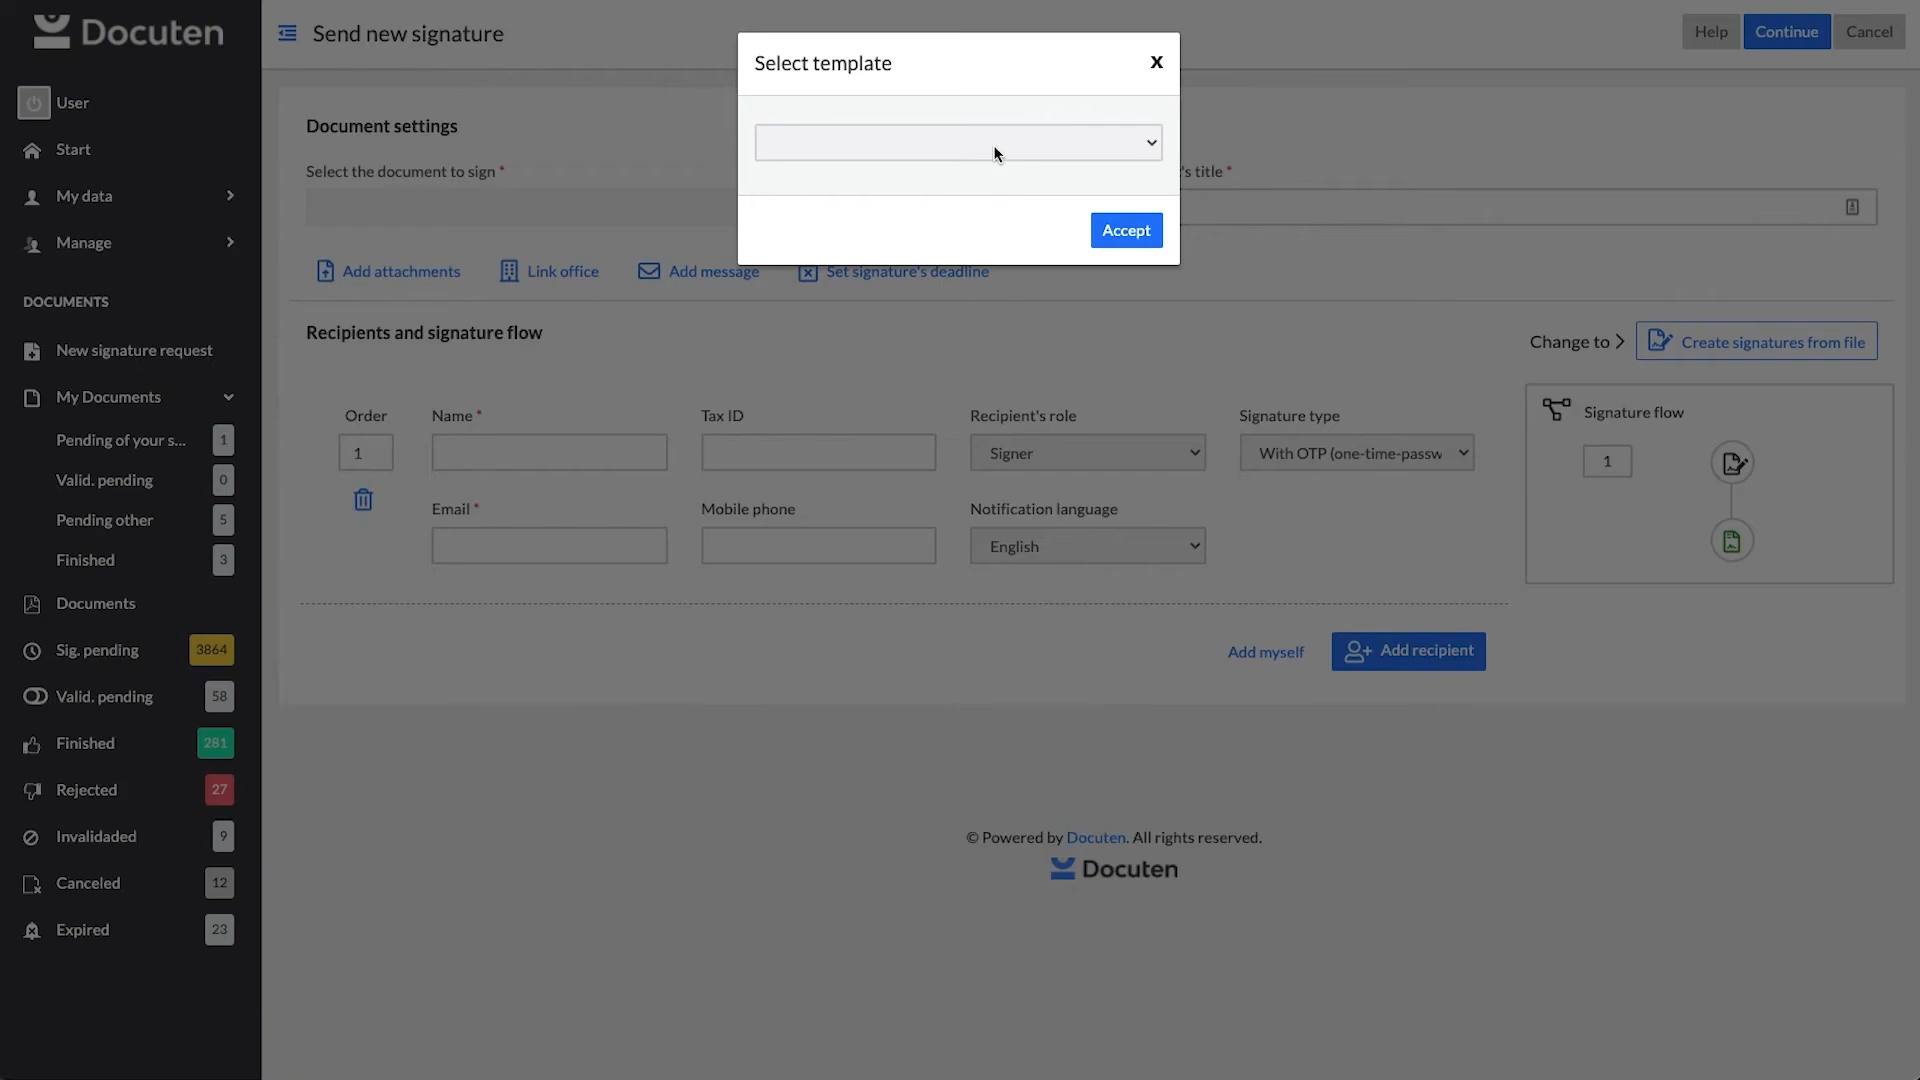 Docuten
Send new signature
Help
Continue
Cancel
Select template
X
Accept
User
Start
My data
Manage
DOCUMENTS
New signature request
My Documents
Pending of your s... 1
Valid. pending 0
Pending other 5
Finished 3
Documents
Sig. pending 3864
Valid. pending 58
Finished 281
Rejected 27
Invalidaded 9
Canceled 12
Expired 23
Document settings
Select the document to sign *
's title *
Add attachments
Link office
Add message
Set signature's deadline
Recipients and signature flow
Change to
Create signatures from file
Order
Name *
Tax ID
Recipient's role
Signature type
1
Signer
With OTP (one-time-passw
Email *
Mobile phone
Notification language
English
Signature flow
1
Add myself
Add recipient
© Powered by Docuten. All rights reserved.
Docuten